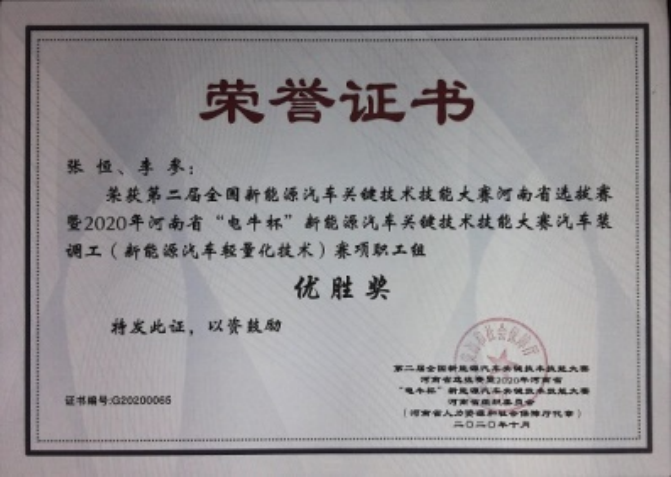 荣誉证书
张 恒、李 参：
荣获第二届全国新能源汽车关键技术技能大赛河南省选拔赛
暨2020年河南省“电牛杯”新能源汽车关键技术技能大赛汽车装
调工（新能源汽车轻量化技术）赛项职工组
优胜奖
特发此证，以资鼓励
第二届全国新能源汽车关键技术技能大赛
河南省选拔赛暨2020年河南省
“电牛杯”新能源汽车关键技术技能大赛
河南省组织委员会
（河南省人力资源和社会保障厅代章）
二〇二〇年十月
证书编号:G20200065